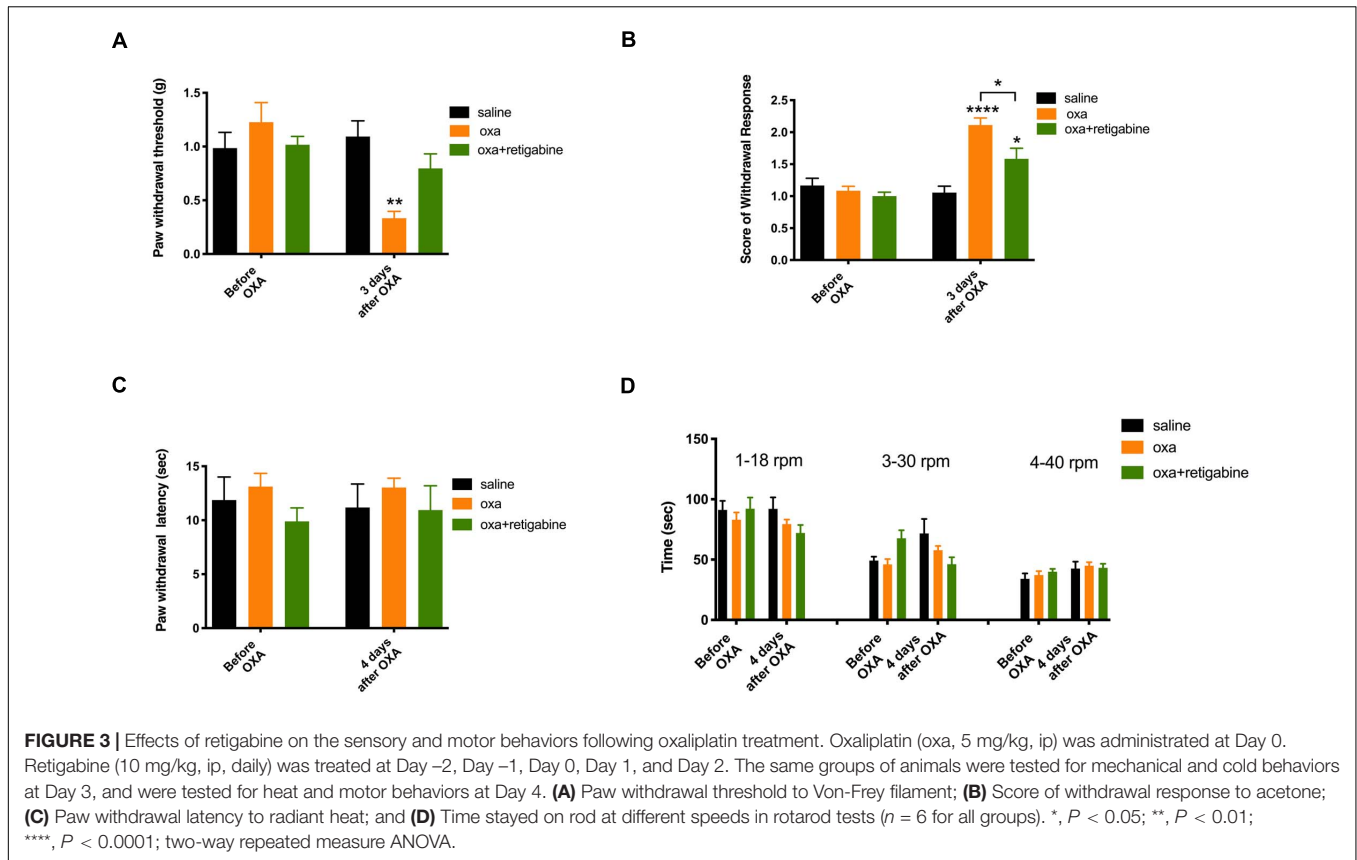 A
Paw withdrawal threshold (g)
1.5
1.0
0.5
0.0
**
saline
oxa
oxa+retigabine
Before
OXA
3 days
after OXA
B
Score of Withdrawal Response
2.5
2.0
1.5
1.0
0.5
0.0
*
****
*
saline
oxa
oxa+retigabine
Before
OXA
3 days
after OXA
C
Paw withdrawal latency (sec)
15
10
5
0
saline
oxa
oxa+retigabine
Before
OXA
4 days
after OXA
D
Time (sec)
150
100
50
0
1-18 rpm
3-30 rpm
4-40 rpm
saline
oxa
oxa+retigabine
Before
OXA
4 days
after OXA
Before
OXA
4 days
after OXA
Before
OXA
4 days
after OXA
FIGURE 3 | Effects of retigabine on the sensory and motor behaviors following oxaliplatin treatment. Oxaliplatin (oxa, 5 mg/kg, ip) was administrated at Day 0.
Retigabine (10 mg/kg, ip, daily) was treated at Day –2, Day –1, Day 0, Day 1, and Day 2. The same groups of animals were tested for mechanical and cold behaviors
at Day 3, and were tested for heat and motor behaviors at Day 4. (A) Paw withdrawal threshold to Von-Frey filament; (B) Score of withdrawal response to acetone;
(C) Paw withdrawal latency to radiant heat; and (D) Time stayed on rod at different speeds in rotarod tests (n = 6 for all groups). *, P < 0.05; **, P < 0.01;
****, P < 0.0001; two-way repeated measure ANOVA.